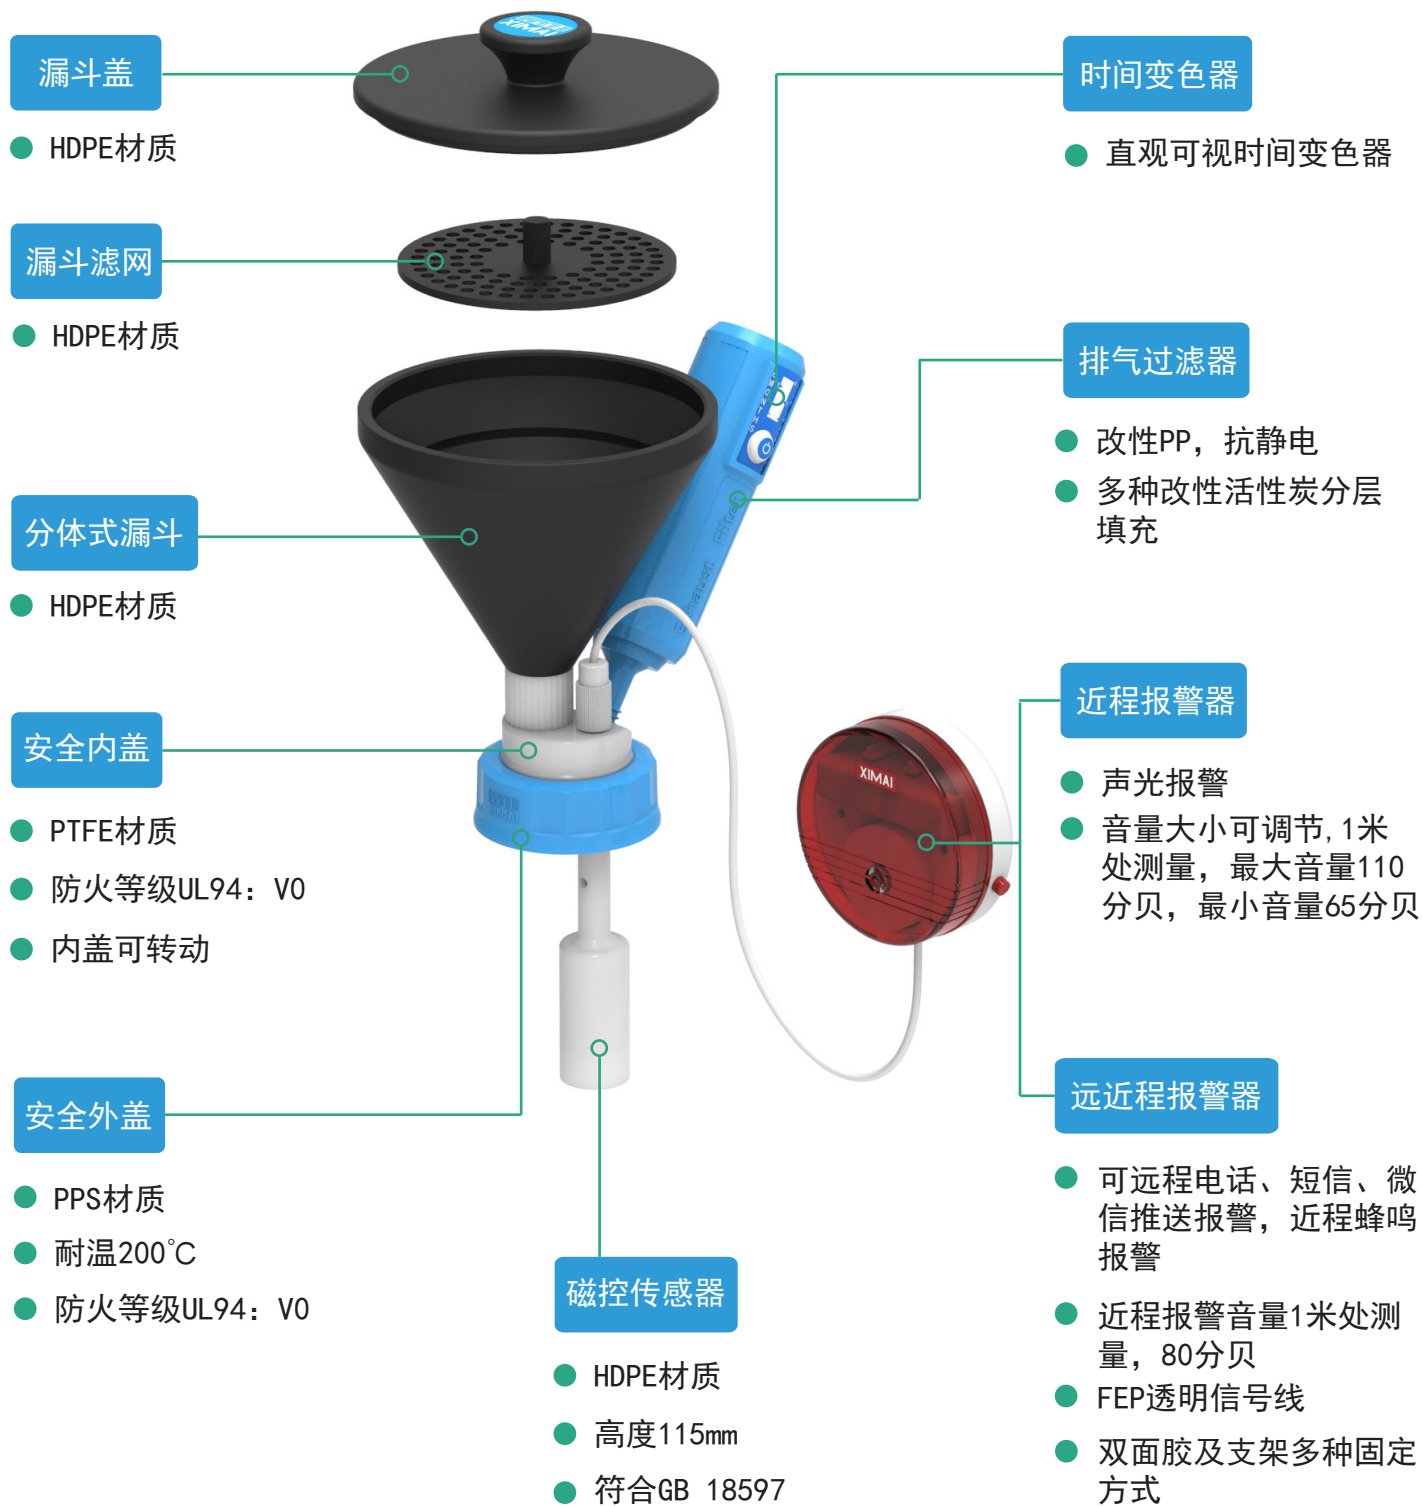 漏斗盖
HDPE材质
漏斗滤网
HDPE材质
分体式漏斗
HDPE材质
安全内盖
PTFE材质
防火等级UL94：V0
内盖可转动
安全外盖
PPS材质
耐温200℃
防火等级UL94：V0
XIMAI
Exhaust Filter
XIMAI
XIMAI
磁控传感器
HDPE材质
高度115mm
符合GB 18597
时间变色器
直观可视时间变色器
排气过滤器
改性PP，抗静电
多种改性活性炭分层
填充
近程报警器
声光报警
音量大小可调节,1米
处测量，最大音量110
分贝，最小音量65分贝
远近程报警器
可远程电话、短信、微
信推送报警，近程蜂鸣
报警
近程报警音量1米处测
量，80分贝
FEP透明信号线
双面胶及支架多种固定
方式